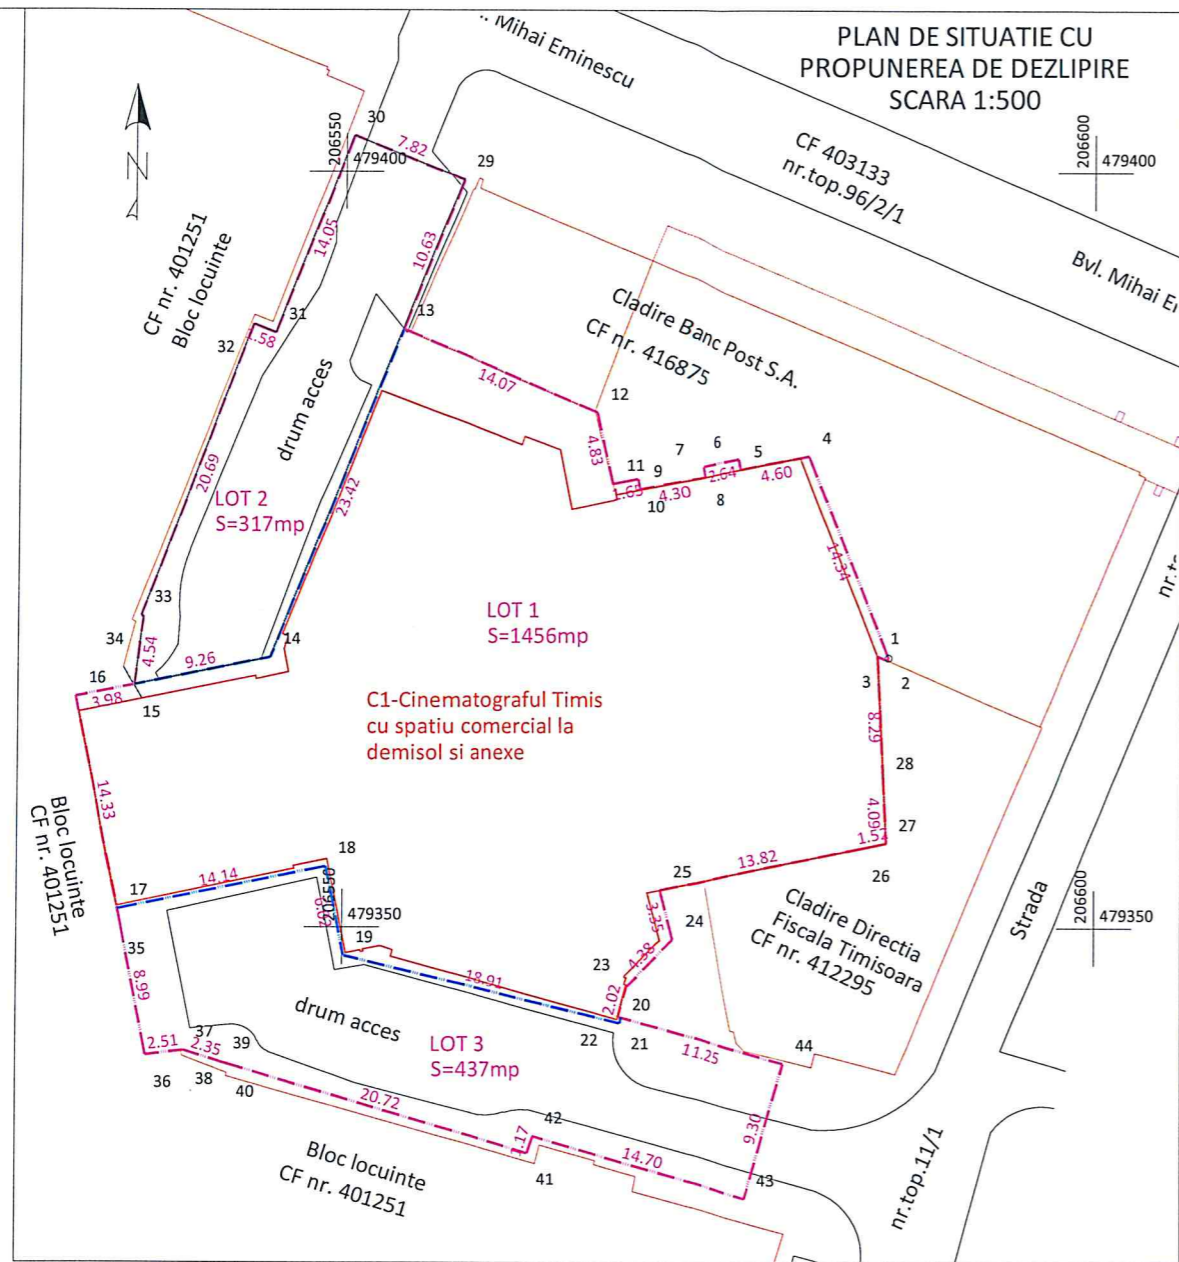 PLAN DE SITUATIE CU
PROPUNEREA DE DEZLIPIRE
SCARA 1:500
Mihai Eminescu
CF 403133
nr.top.96/2/1
Bvl. Mihai E
206550
479400
206600
479400
30
7.82
29
N
CF nr. 401251
Bloc locuinte
14.05
10.63
31
32
1.58
13
drum acces
Cladire Banc Post S.A.
CF nr. 416875
14.07
12
4.83
11
9
7
6
5
4
1.65
10
4.30
8
2.64
4.60
20.69
LOT 2
S=317mp
23.42
14.34
33
34
4.54
9.26
14
16
3.98
15
LOT 1
S=1456mp
1
2
3
C1-Cinematograful Timis
cu spatiu comercial la
demisol si anexe
8.29
28
4.09
27
1.52
26
14.33
Bloc locuinte
CF nr. 401251
17
14.14
18
25
13.82
24
206550
479350
6.02
19
3.35
4.38
23
Cladire Directia
Fiscala Timisoara
CF nr. 412295
Strada
206600
479350
35
8.99
18.91
2.02
20
22
21
11.25
44
drum acces
LOT 3
S=437mp
37
39
2.51
2.35
36
38
40
20.72
42
1.17
41
14.70
9.30
43
Bloc locuinte
CF nr. 401251
nr.top.11/1